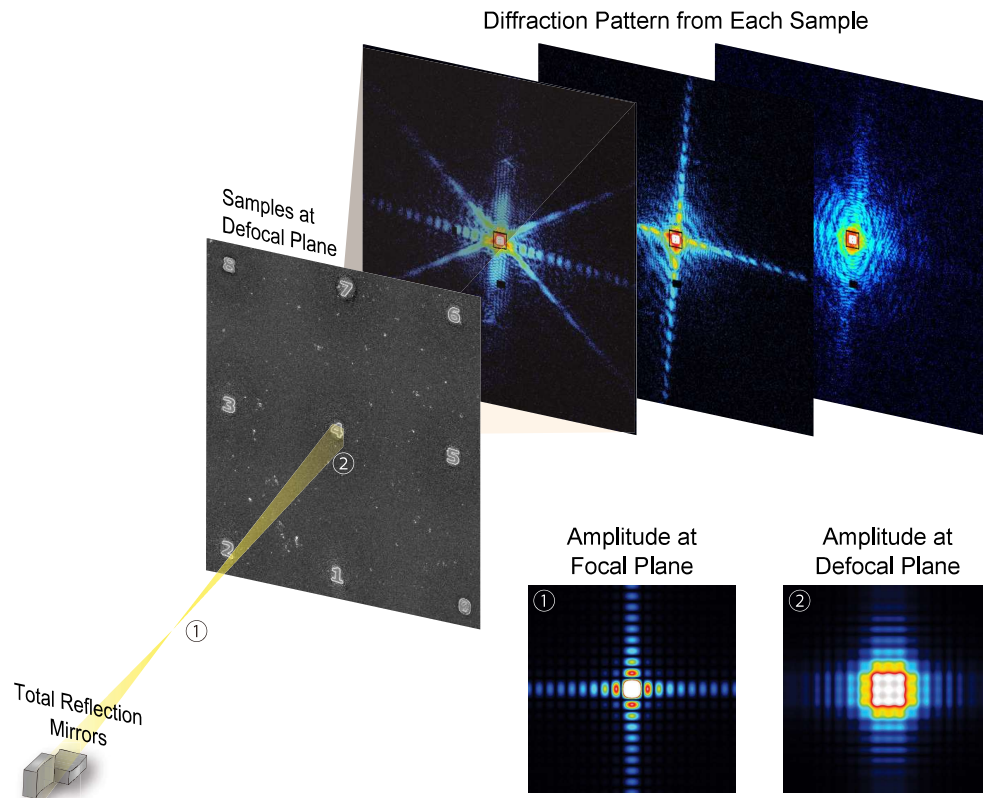 Diffraction Pattern from Each Sample
Samples at
Defocal Plane
8
7
6
3
4
②
5
2
1
0
①
Total Reflection
Mirrors
Amplitude at
Focal Plane
①
Amplitude at
Defocal Plane
②